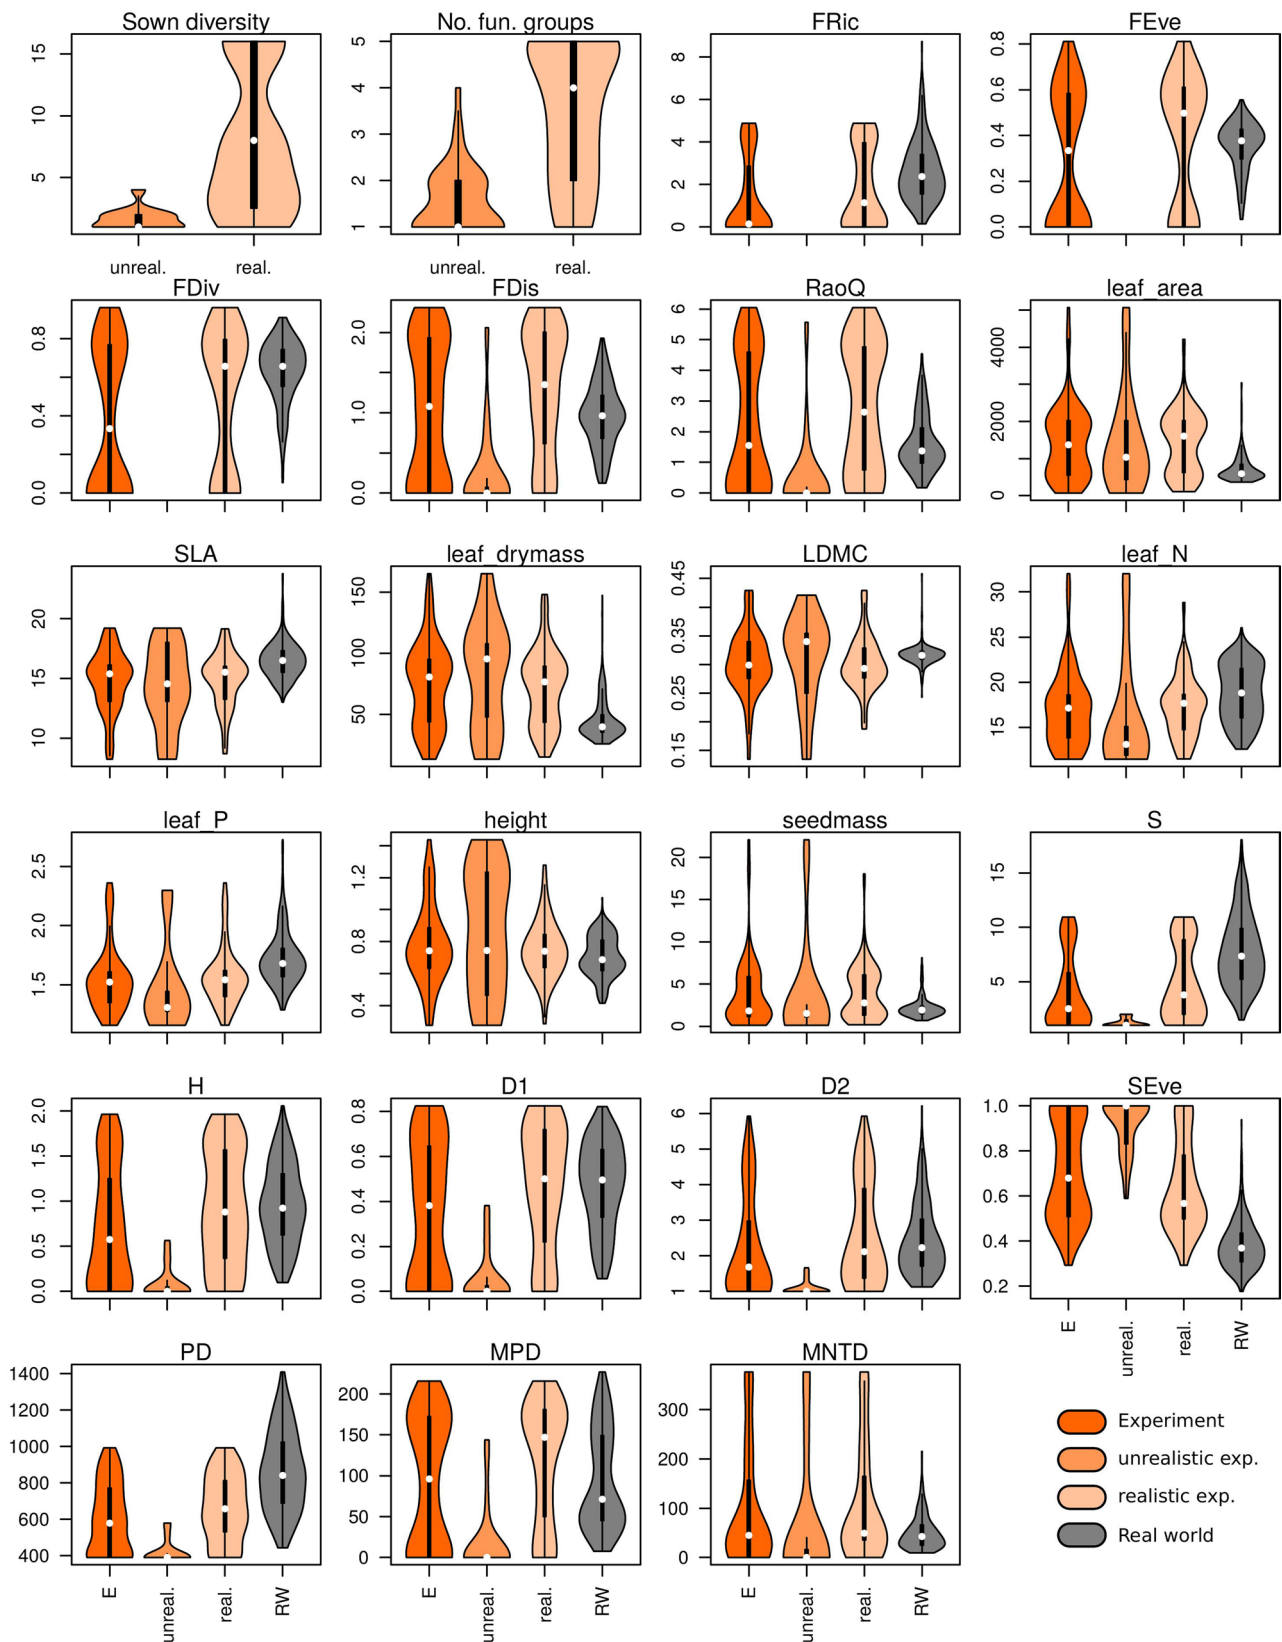 Sown diversity
No. fun. groups
FRic
FEve
15
10
5
5
4
3
2
1
8
6
4
2
0
0.8
0.6
0.4
0.2
0.0
unreal.
real.
unreal.
real.
FDiv
FDis
RaoQ
leaf_area
0.8
0.4
0.0
2.0
1.0
0.0
6
5
4
3
2
1
0
4000
2000
0
SLA
leaf_drymass
LDMC
leaf_N
20
15
10
150
100
50
0.45
0.35
0.25
0.15
30
25
20
15
leaf_P
height
seedmass
S
2.5
2.0
1.5
1.2
0.8
0.4
20
15
10
5
0
15
10
5
H
D1
D2
SEve
2.0
1.5
1.0
0.5
0.0
0.8
0.6
0.4
0.2
0.0
6
5
4
3
2
1
1.0
0.8
0.6
0.4
0.2
E
unreal.
real.
RW
PD
MPD
MNTD
1400
1000
800
600
400
200
150
100
50
0
300
200
100
0
E
unreal.
real.
RW
E
unreal.
real.
RW
E
unreal.
real.
RW
Experiment
unrealistic exp.
realistic exp.
Real world